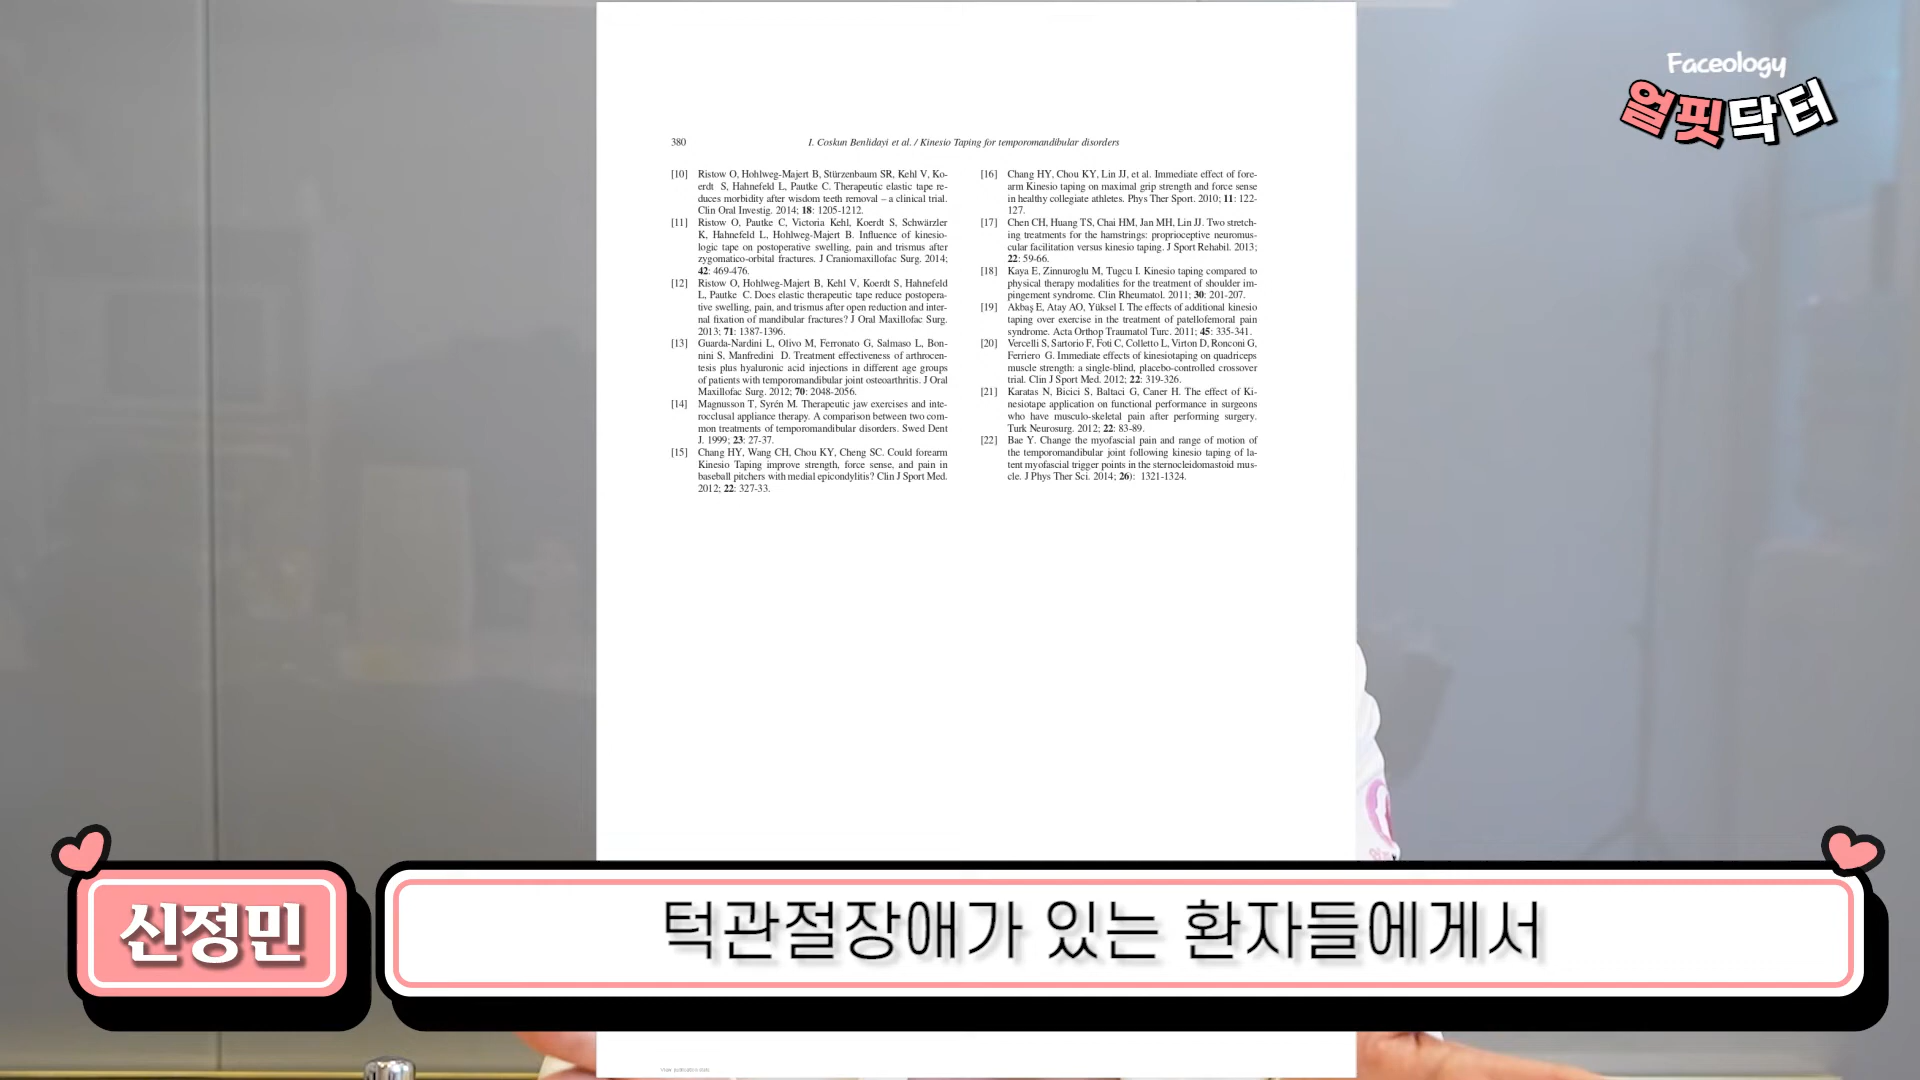 Faceology
얼핏닥터
380
I. Coskun Benlidayi et al. / Kinesio Taping for temporomandibular disorders
[10] Ristow O, Hohlweg-Majert B, Stürzenbaum SR, Kehl V, Ko-
erdt S, Hahnefeld L, Pautke C. Therapeutic elastic tape re-
duces morbidity after wisdom teeth removal – a clinical trial.
Clin Oral Investig. 2014; 18: 1205-1212.
[11] Ristow O, Pautke C, Victoria Kehl, Koerdt S, Schwärzler
K, Hahnefeld L, Hohlweg-Majert B. Influence of kinesio-
logic tape on postoperative swelling, pain and trismus after
zygomatico-orbital fractures. J Craniomaxillofac Surg. 2014;
42: 469-476.
[12] Ristow O, Hohlweg-Majert B, Kehl V, Koerdt S, Hahnefeld
L, Pautke C. Does elastic therapeutic tape reduce postopera-
tive swelling, pain, and trismus after open reduction and inter-
nal fixation of mandibular fractures? J Oral Maxillofac Surg.
2013; 71: 1387-1396.
[13] Guarda-Nardini L, Olivo M, Ferronato G, Salmaso L, Bon-
nini S, Manfredini D. Treatment effectiveness of arthrocen-
tesis plus hyaluronic acid injections in different age groups
of patients with temporomandibular joint osteoarthritis. J Oral
Maxillofac Surg. 2012; 70: 2048-2056.
[14] Magnusson T, Syrén M. Therapeutic jaw exercises and inte-
rocclusal appliance therapy. A comparison between two com-
mon treatments of temporomandibular disorders. Swed Dent
J. 1999; 23: 27-37.
[15] Chang HY, Wang CH, Chou KY, Cheng SC. Could forearm
Kinesio Taping improve strength, force sense, and pain in
baseball pitchers with medial epicondylitis? Clin J Sport Med.
2012; 22: 327-33.
[16] Chang HY, Chou KY, Lin JJ, et al. Immediate effect of fore-
arm Kinesio taping on maximal grip strength and force sense
in healthy collegiate athletes. Phys Ther Sport. 2010; 11: 122-
127.
[17] Chen CH, Huang TS, Chai HM, Jan MH, Lin JJ. Two stretch-
ing treatments for the hamstrings: proprioceptive neuromus-
cular facilitation versus kinesio taping. J Sport Rehabil. 2013;
22: 59-66.
[18] Kaya E, Zinnuroglu M, Tugcu I. Kinesio taping compared to
physical therapy modalities for the treatment of shoulder im-
pingement syndrome. Clin Rheumatol. 2011; 30: 201-207.
[19] Akbaş E, Atay AO, Yüksel I. The effects of additional kinesio
taping over exercise in the treatment of patellofemoral pain
syndrome. Acta Orthop Traumatol Turc. 2011; 45: 335-341.
[20] Vercelli S, Sartorio F, Foti C, Colletto L, Virton D, Ronconi G,
Ferriero G. Immediate effects of kinesiotaping on quadriceps
muscle strength: a single-blind, placebo-controlled crossover
trial. Clin J Sport Med. 2012; 22: 319-326.
[21] Karatas N, Bicici S, Baltaci G, Caner H. The effect of Ki-
nesiotape application on functional performance in surgeons
who have musculo-skeletal pain after performing surgery.
Turk Neurosurg. 2012; 22: 83-89.
[22] Bae Y. Change the myofascial pain and range of motion of
the temporomandibular joint following kinesio taping of la-
tent myofascial trigger points in the sternocleidomastoid mus-
cle. J Phys Ther Sci. 2014; 26): 1321-1324.
신정민
턱관절장애가 있는 환자들에게서
View publication stats